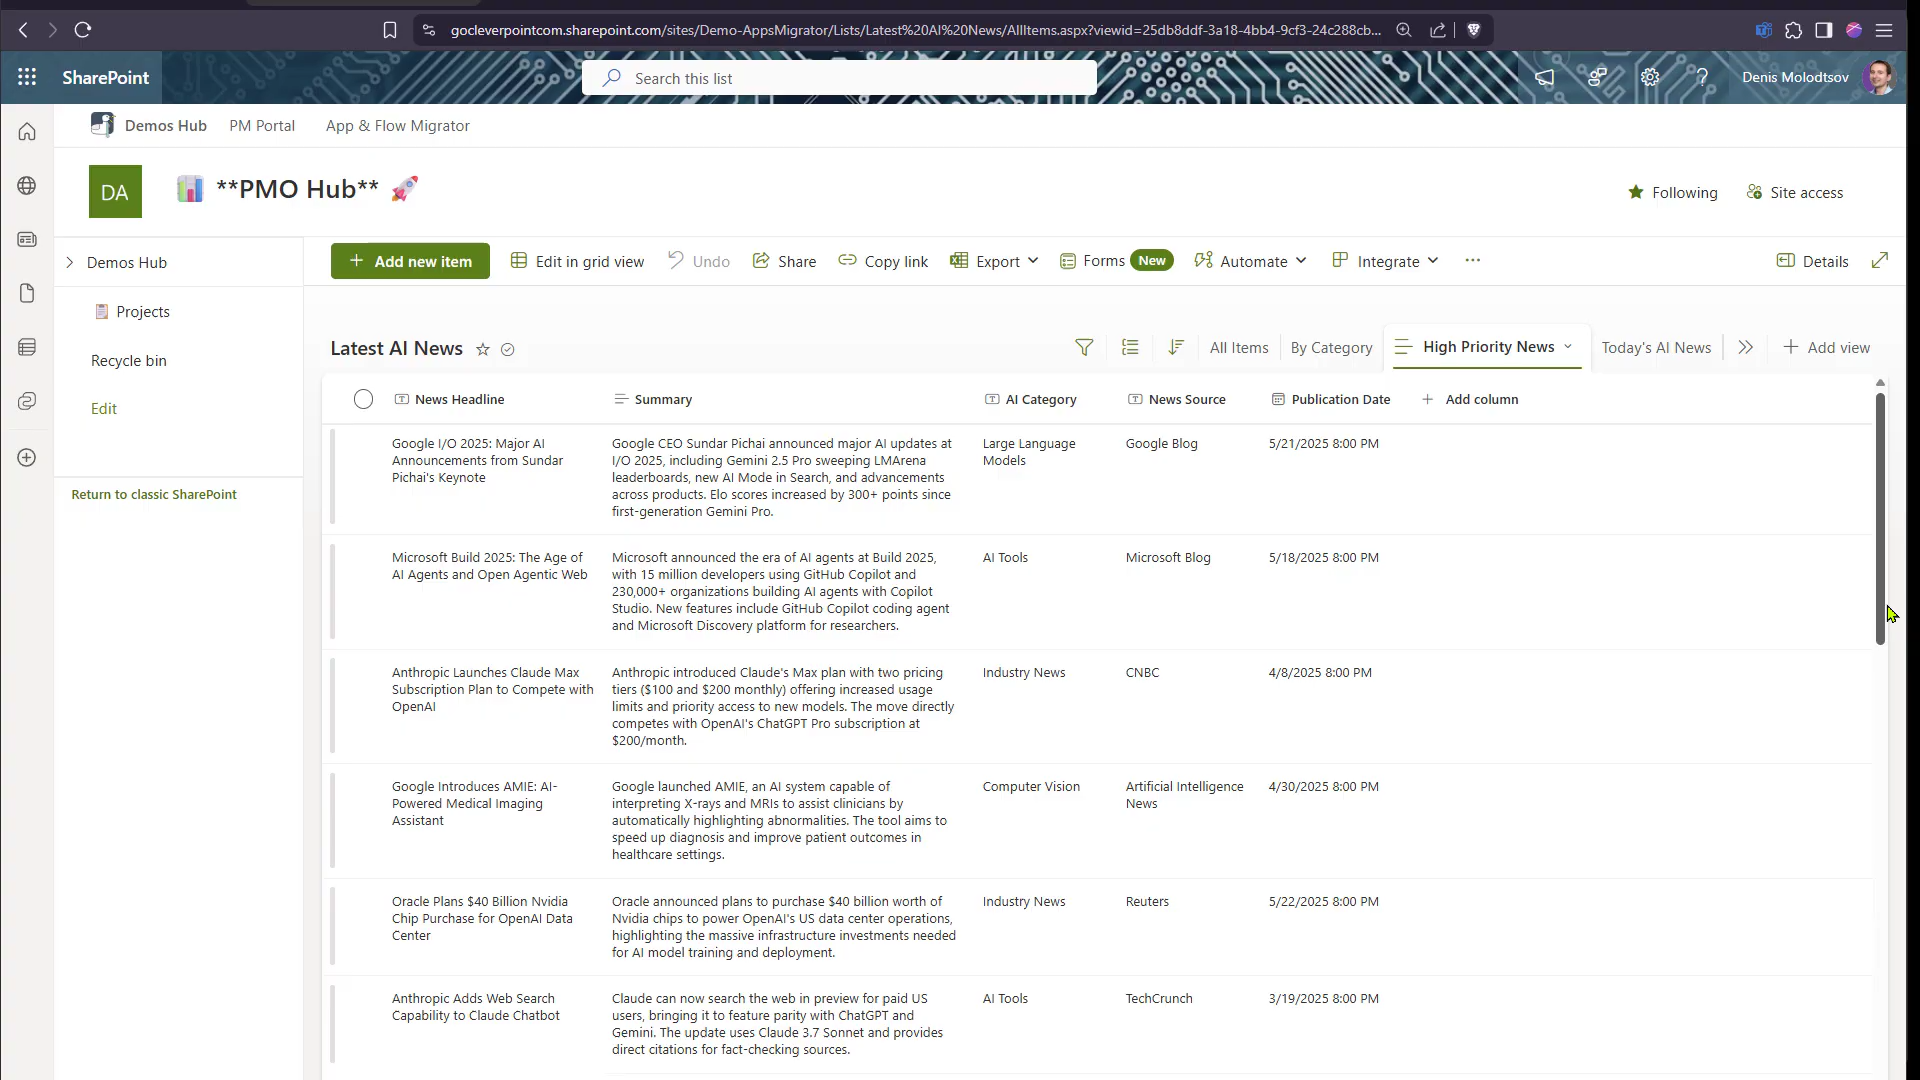 gocleverpointcom.sharepoint.com/sites/Demo-AppsMigrator/Lists/Latest%20AI%20News/AllItems.aspx?viewid=25db8ddf-3a18-4bb4-9cf3-24c288cb...
SharePoint
Search this list
Denis Molodtsov
Demos Hub
PM Portal
App & Flow Migrator
DA
**PMO Hub**
Following
Site access
Demos Hub
Projects
Recycle bin
Edit
Return to classic SharePoint
Add new item
Edit in grid view
Undo
Share
Copy link
Export
Forms
New
Automate
Integrate
...
Details
Latest AI News
All Items
By Category
High Priority News
Today's AI News
Add view
News Headline
Summary
AI Category
News Source
Publication Date
Add column
Google I/O 2025: Major AI
Announcements from Sundar
Pichai's Keynote
Google CEO Sundar Pichai announced major AI updates at
I/O 2025, including Gemini 2.5 Pro sweeping LMArena
leaderboards, new AI Mode in Search, and advancements
across products. Elo scores increased by 300+ points since
first-generation Gemini Pro.
Large Language
Models
Google Blog
5/21/2025 8:00 PM
Microsoft Build 2025: The Age of
AI Agents and Open Agentic Web
Microsoft announced the era of AI agents at Build 2025,
with 15 million developers using GitHub Copilot and
230,000+ organizations building AI agents with Copilot
Studio. New features include GitHub Copilot coding agent
and Microsoft Discovery platform for researchers.
AI Tools
Microsoft Blog
5/18/2025 8:00 PM
Anthropic Launches Claude Max
Subscription Plan to Compete with
OpenAI
Anthropic introduced Claude's Max plan with two pricing
tiers ($100 and $200 monthly) offering increased usage
limits and priority access to new models. The move directly
competes with OpenAI's ChatGPT Pro subscription at
$200/month.
Industry News
CNBC
4/8/2025 8:00 PM
Google Introduces AMIE: AI-
Powered Medical Imaging
Assistant
Google launched AMIE, an AI system capable of
interpreting X-rays and MRIs to assist clinicians by
automatically highlighting abnormalities. The tool aims to
speed up diagnosis and improve patient outcomes in
healthcare settings.
Computer Vision
Artificial Intelligence
News
4/30/2025 8:00 PM
Oracle Plans $40 Billion Nvidia
Chip Purchase for OpenAI Data
Center
Oracle announced plans to purchase $40 billion worth of
Nvidia chips to power OpenAI's US data center operations,
highlighting the massive infrastructure investments needed
for AI model training and deployment.
Industry News
Reuters
5/22/2025 8:00 PM
Anthropic Adds Web Search
Capability to Claude Chatbot
Claude can now search the web in preview for paid US
users, bringing it to feature parity with ChatGPT and
Gemini. The update uses Claude 3.7 Sonnet and provides
direct citations for fact-checking sources.
AI Tools
TechCrunch
3/19/2025 8:00 PM